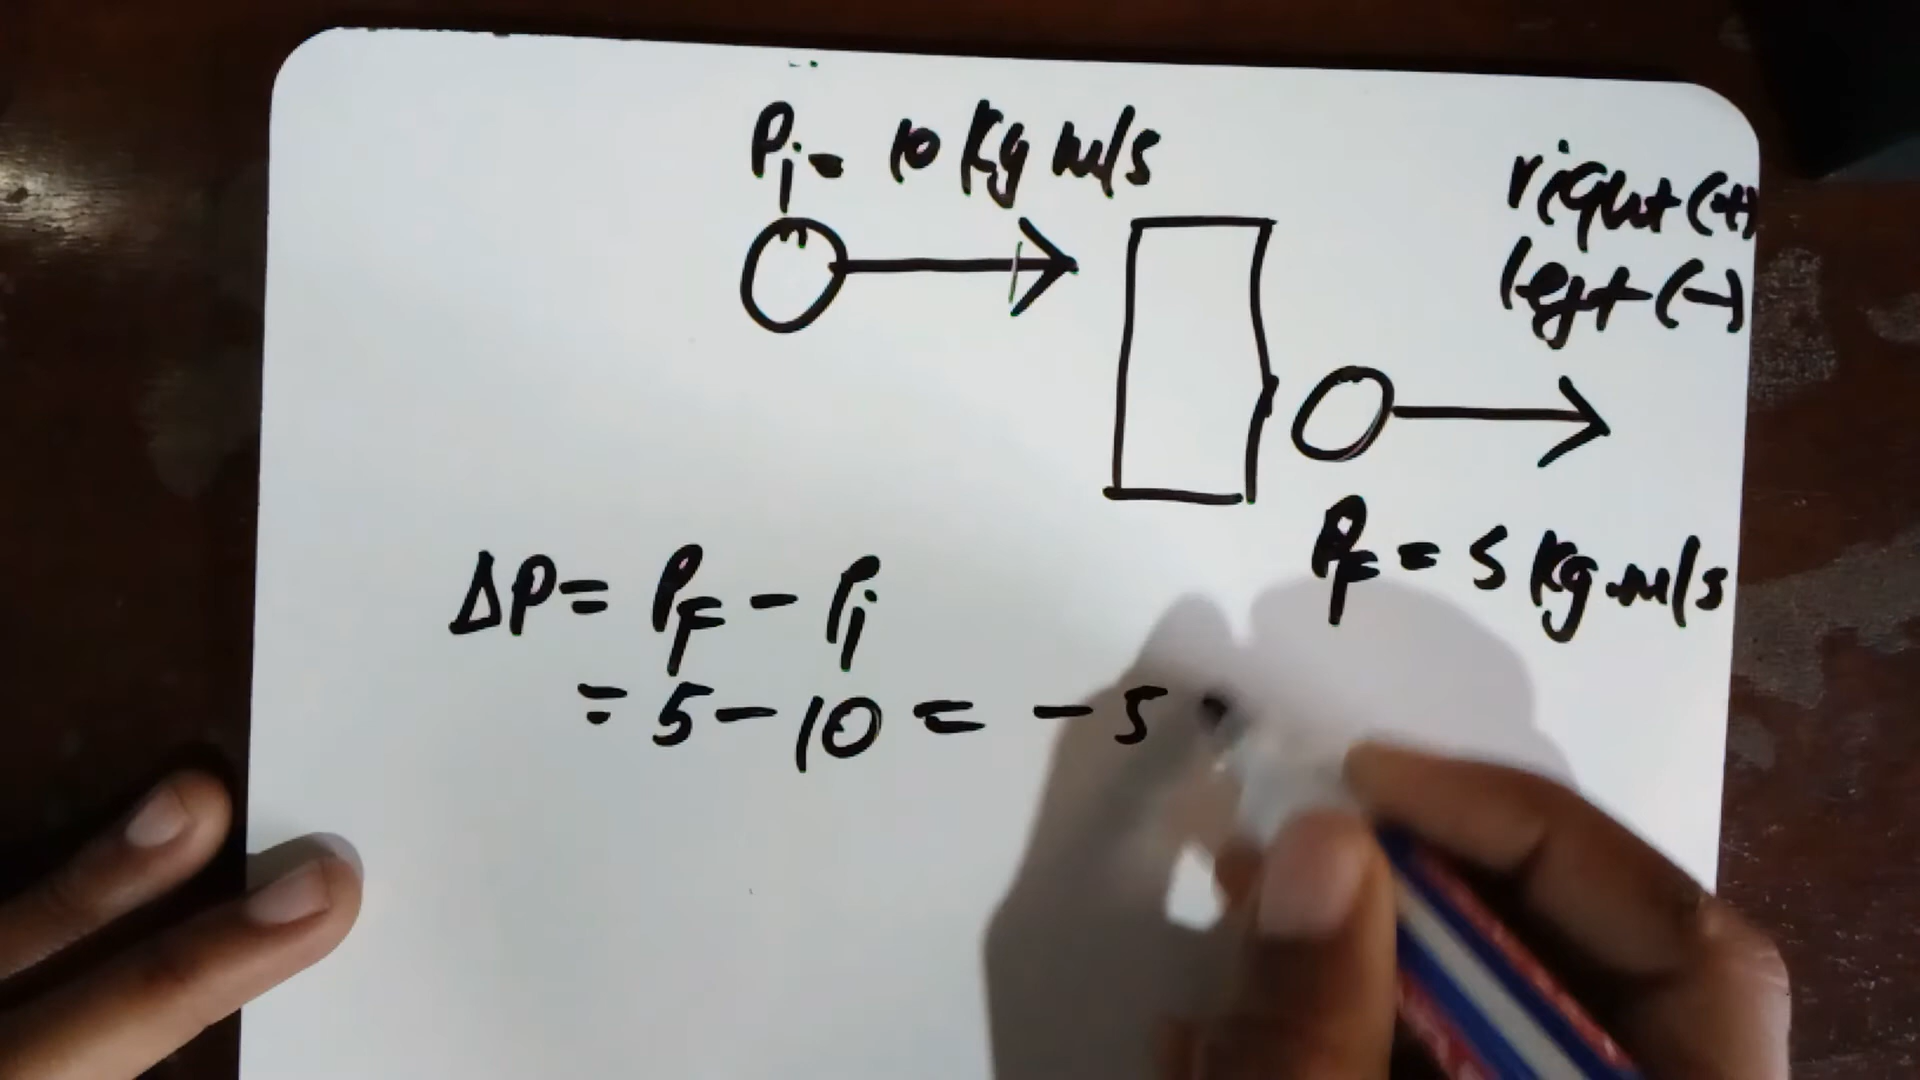 Pi = 10 Kg m/s
right (+)
left (-)
Pf = 5 Kg.m/s
ΔP = Pf - Pi
= 5 - 10 = - 5